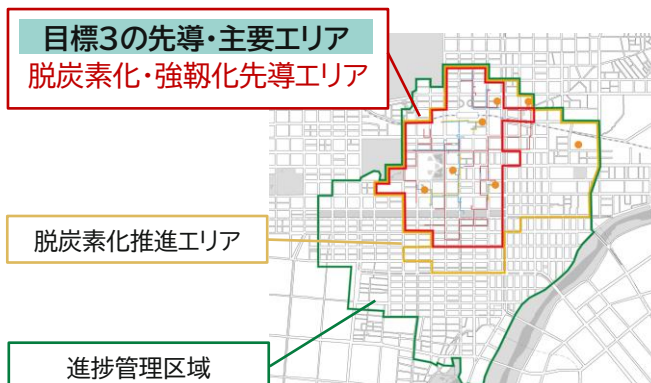 目標3の先導・主要エリア
脱炭素化・強靱化先導エリア
脱炭素化推進エリア
進捗管理区域